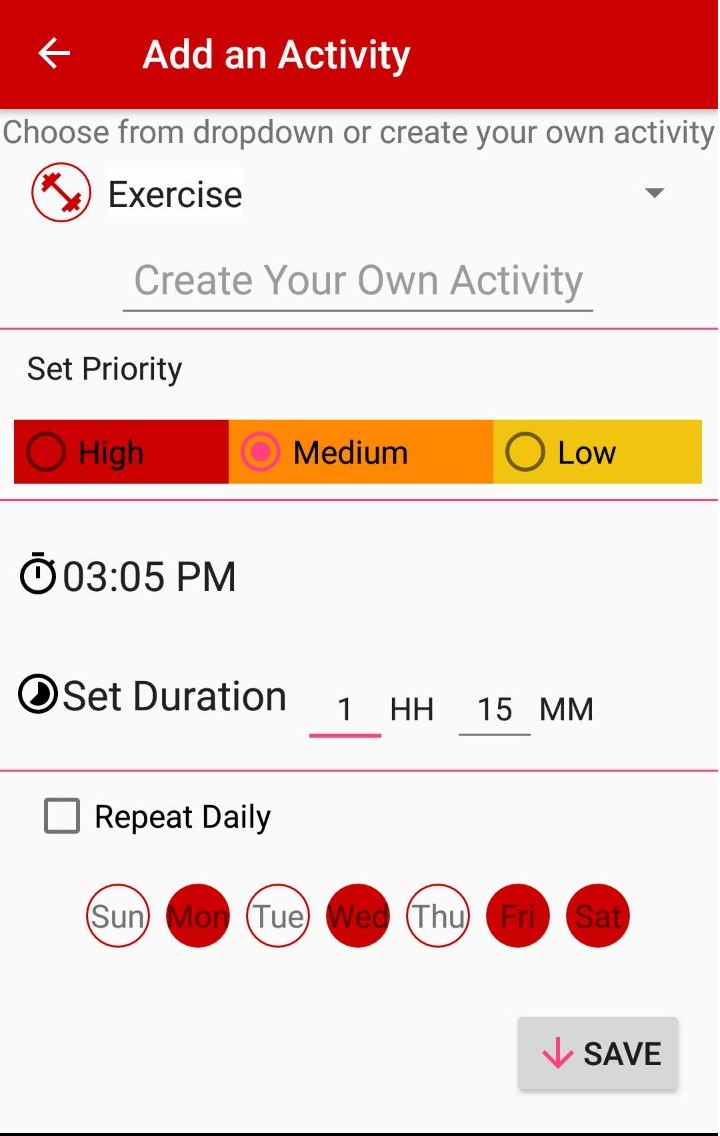 Add an Activity
Choose from dropdown or create your own activity
Exercise
Create Your Own Activity
Set Priority
High Medium Low
03:05 PM
Set Duration 1 HH 15 MM
Repeat Daily
Sun Mon Tue Wed Thu Fri Sat
SAVE